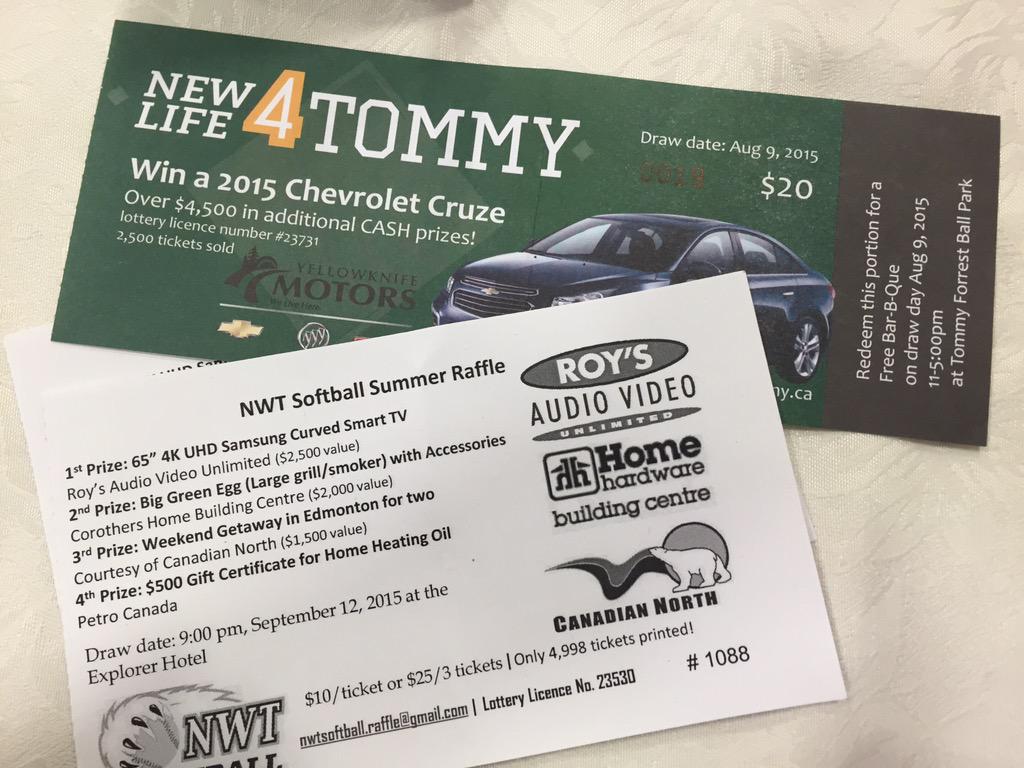 NEW
LIFE 4 TOMMY
Win a 2015 Chevrolet Cruze
Over $4,500 in additional CASH prizes!
lottery licence number #23731
2,500 tickets sold
YELLOWKNIFE
MOTORS
We Live Here.
Draw date: Aug 9, 2015
0019
$20
y.ca
Redeem this portion for a
Free Bar-B-Que
on draw day Aug 9, 2015
11-5:00pm
at Tommy Forrest Ball Park
NWT Softball Summer Raffle
1st Prize: 65” 4K UHD Samsung Curved Smart TV
Roy’s Audio Video Unlimited ($2,500 value)
2nd Prize: Big Green Egg (Large grill/smoker) with Accessories
Corothers Home Building Centre ($2,000 value)
3rd Prize: Weekend Getaway in Edmonton for two
Courtesy of Canadian North ($1,500 value)
4th Prize: $500 Gift Certificate for Home Heating Oil
Petro Canada
Draw date: 9:00 pm, September 12, 2015 at the
Explorer Hotel
$10/ticket or $25/3 tickets | Only 4,998 tickets printed!
nwtsoftball.raffle@gmail.com | Lottery Licence No. 23530
# 1088
ROY'S
AUDIO VIDEO
UNLIMITED
Home
hardware
building centre
CANADIAN NORTH
NWT